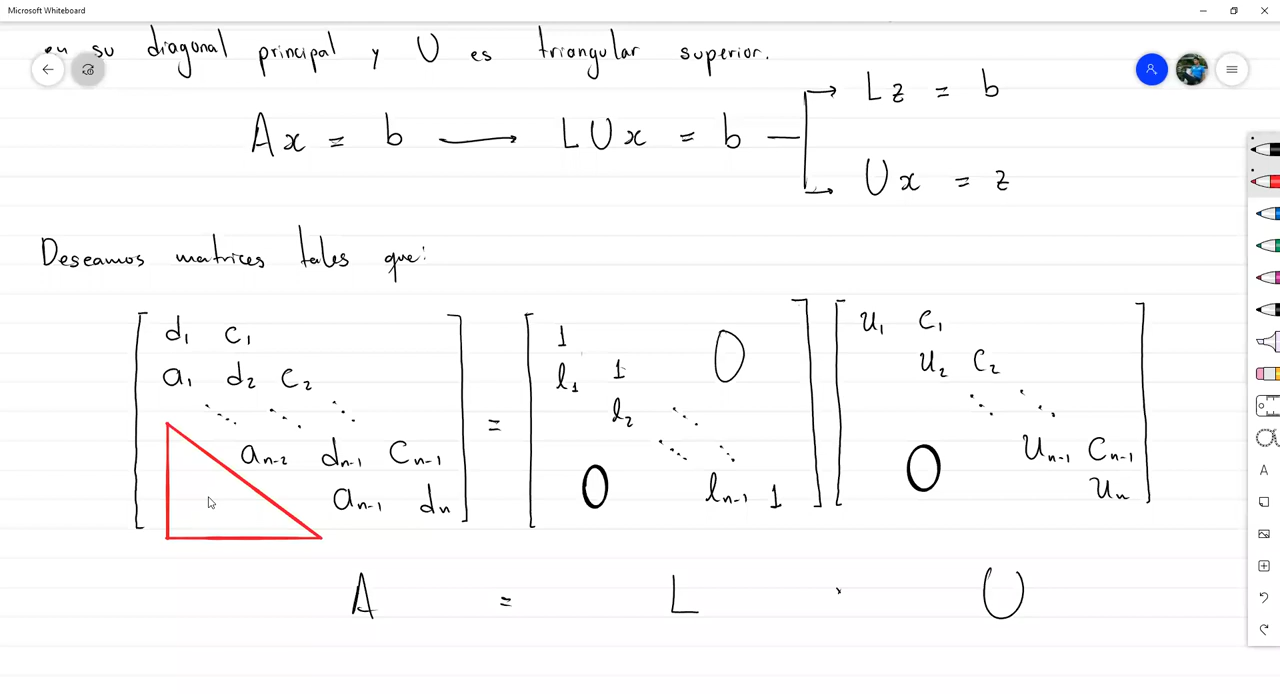 Microsoft Whiteboard
en su diagonal principal y U es triangular superior.
Ax = b → LUx = b → Lz = b
→ Ux = z
Deseamos matrices tales que:
[ d₁ c₁ ] = [ 1 0 ] [ u₁ c₁ ]
a₁ d₂ c₂ l₁ 1 u₂ c₂
⋱ ⋱ ⋱ l₂ ⋱ ⋱ ⋱
aₙ₋₂ dₙ₋₁ cₙ₋₁ ⋱ ⋱ uₙ₋₁ cₙ₋₁
aₙ₋₁ dₙ 0 lₙ₋₁ 1 0 uₙ
A = L · U
A